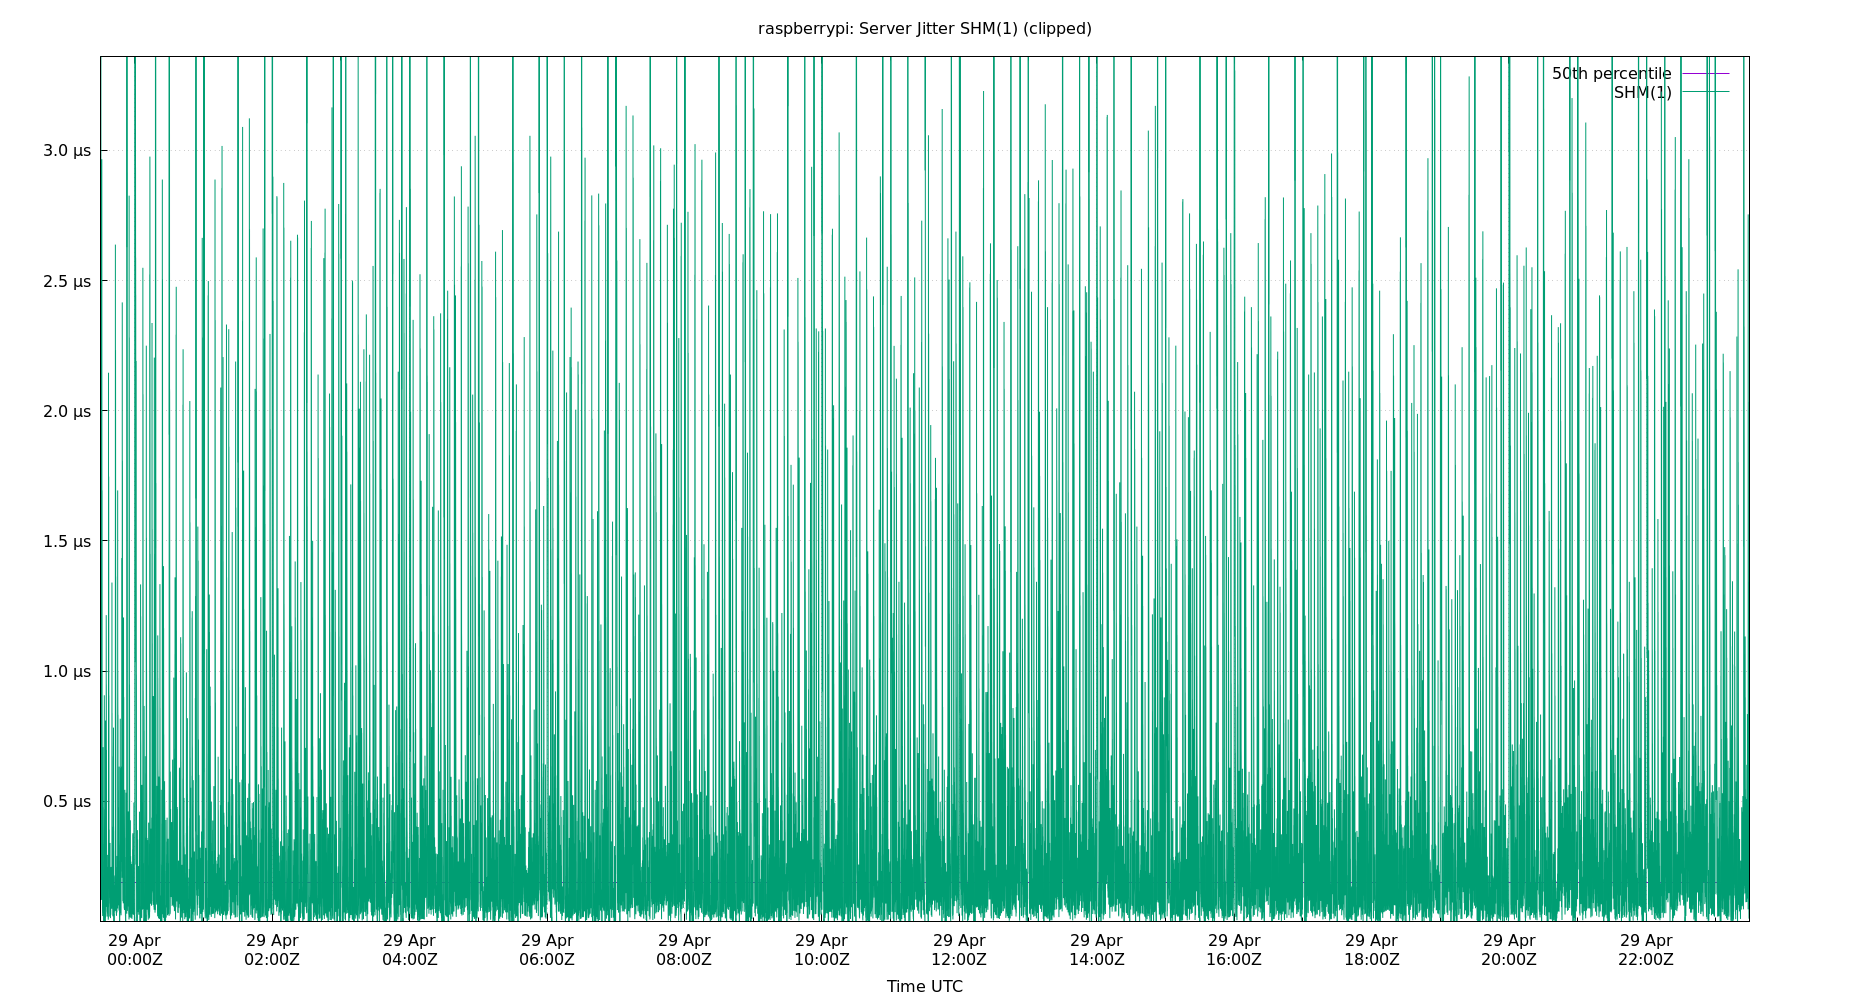 raspberrypi: Server Jitter SHM(1) (clipped)
50th percentile
SHM(1)
3.0 µs
2.5 µs
2.0 µs
1.5 µs
1.0 µs
0.5 µs
29 Apr 29 Apr 29 Apr 29 Apr 29 Apr 29 Apr 29 Apr 29 Apr 29 Apr 29 Apr 29 Apr 29 Apr
00:00Z 02:00Z 04:00Z 06:00Z 08:00Z 10:00Z 12:00Z 14:00Z 16:00Z 18:00Z 20:00Z 22:00Z
Time UTC